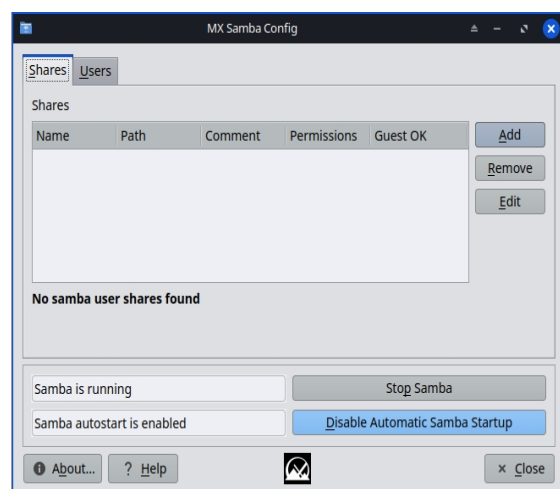 MX Samba Config
Shares Users
Shares
Name Path Comment Permissions Guest OK
Add
Remove
Edit
No samba user shares found
Samba is running
Stop Samba
Samba autostart is enabled
Disable Automatic Samba Startup
About... ? Help
Close